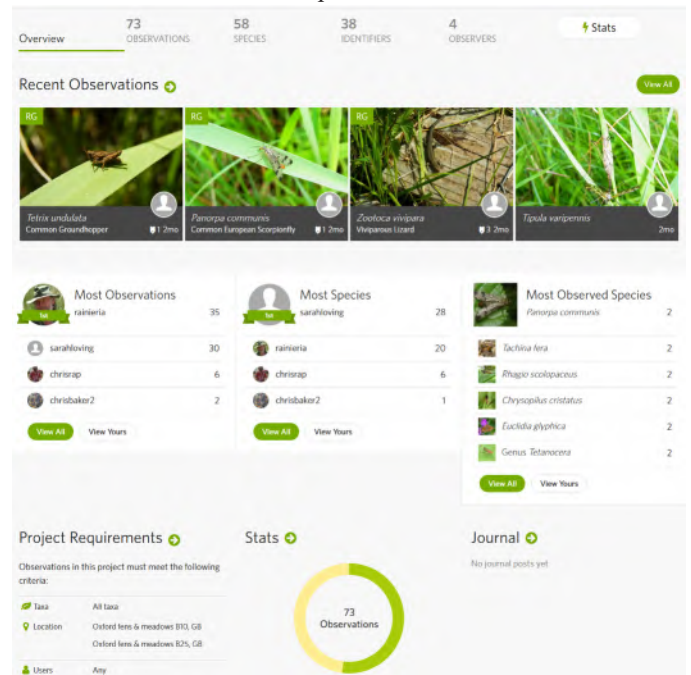 Overview
73
OBSERVATIONS
58
SPECIES
38
IDENTIFIERS
4
OBSERVERS
Stats
Recent Observations
View All
RG
Tetrix undulata
Common Groundhopper
1 2mo
RG
Panorpa communis
Common European Scorpionfly
1 2mo
RG
Zootoca vivipara
Viviparous Lizard
3 2mo
Tipula varipennis
2mo
Most Observations
1st
rainieria 35
sarahloving 30
chrisrap 6
chrisbaker2 2
View All View Yours
Most Species
1st
sarahloving 28
rainieria 20
chrisrap 6
chrisbaker2 1
View All View Yours
Most Observed Species
Panorpa communis 2
Tachina fera 2
Rhagio scolopaceus 2
Chrysopilus cristatus 2
Euclidia glyphica 2
Genus Tetanocera 2
View All View Yours
Project Requirements
Observations in this project must meet the following
criteria:
Taxa All taxa
Location Oxford fens & meadows B10, GB
Oxford fens & meadows B25, GB
Users Any
Stats
73
Observations
Journal
No journal posts yet